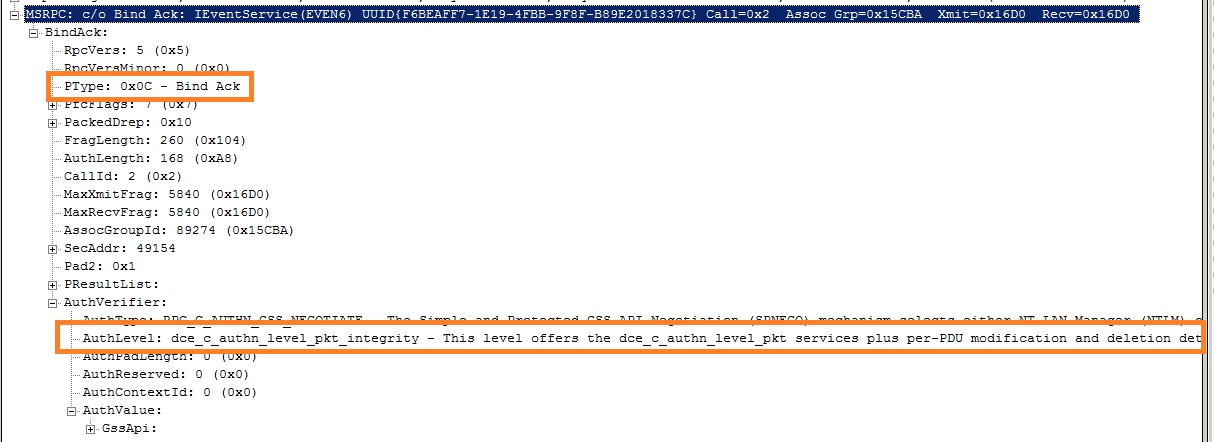 MSRPC: c/o Bind Ack: IEventService(EVEN6) UUID{F6BEAFF7-1E19-4FBB-9F8F-B89E2018337C} Call=0x2 Assoc Grp=0x15CBA Xmit=0x16D0 Recv=0x16D0
BindAck:
RpcVers: 5 (0x5)
RpcVersMinor: 0 (0x0)
PType: 0x0C - Bind Ack
PfcFlags: 7 (0x7)
PackedDrep: 0x10
FragLength: 260 (0x104)
AuthLength: 168 (0xA8)
CallId: 2 (0x2)
MaxXmitFrag: 5840 (0x16D0)
MaxRecvFrag: 5840 (0x16D0)
AssocGroupId: 89274 (0x15CBA)
SecAddr: 49154
Pad2: 0x1
PResultList:
AuthVerifier:
AuthType: RPC_C_AUTHN_GSS_NEGOTIATE - The Simple and Protected GSS-API Negotiation (SPNEGO) mechanism selects either NT LAN Manager (NTLM)
AuthLevel: dce_c_authn_level_pkt_integrity - This level offers the dce_c_authn_level_pkt services plus per-PDU modification and deletion det
AuthPadLength: 0 (0x0)
AuthReserved: 0 (0x0)
AuthContextId: 0 (0x0)
AuthValue:
GssApi: